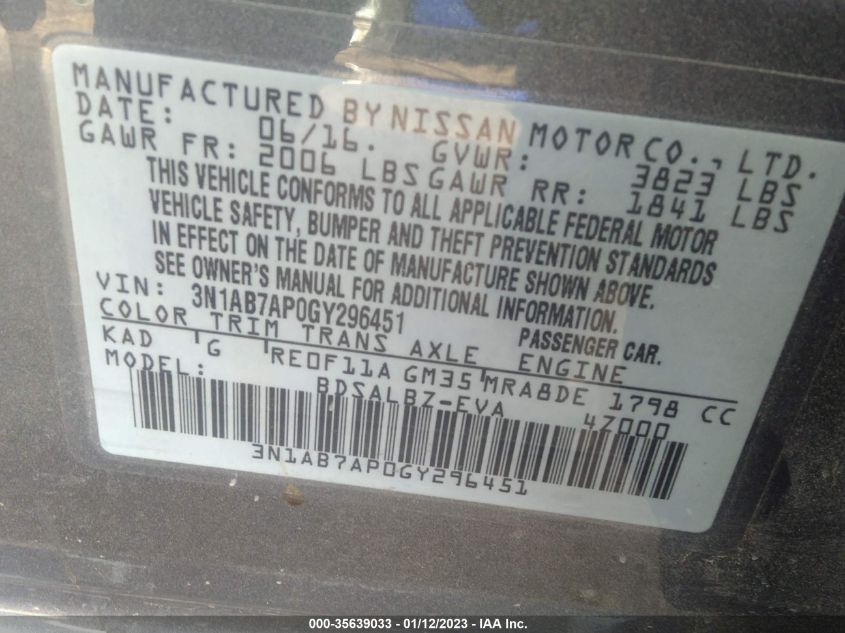 MANUFACTURED BY NISSAN MOTOR CO., LTD.
DATE: 06/16. GVWR: 3823 LBS
GAWR FR: 2006 LBS GAWR RR: 1841 LBS
THIS VEHICLE CONFORMS TO ALL APPLICABLE FEDERAL MOTOR
VEHICLE SAFETY, BUMPER AND THEFT PREVENTION STANDARDS
IN EFFECT ON THE DATE OF MANUFACTURE SHOWN ABOVE.
SEE OWNER'S MANUAL FOR ADDITIONAL INFORMATION.
VIN: 3N1AB7AP0GY296451 PASSENGER CAR.
COLOR TRIM TRANS AXLE ENGINE
KAD G RE0F11A GM35 MRA8DE 1798 CC
MODEL: BDSALBZ-EVA 4Z000
3N1AB7AP0GY296451
000-35639033 - 01/12/2023 - IAA Inc.